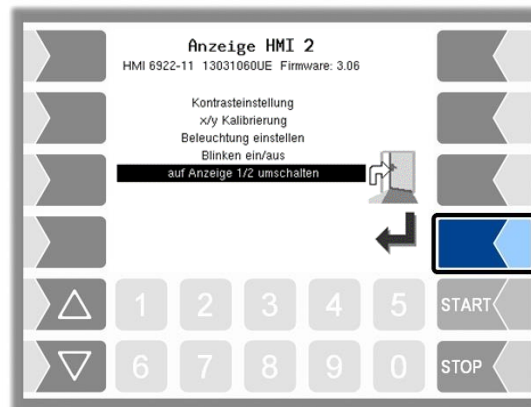 Anzeige HMI 2
HMI 6922-11 13031060UE Firmware: 3.06
Kontrasteinstellung
x/y Kalibrierung
Beleuchtung einstellen
Blinken ein/aus
auf Anzeige 1/2 umschalten
1 2 3 4 5 START
6 7 8 9 0 STOP